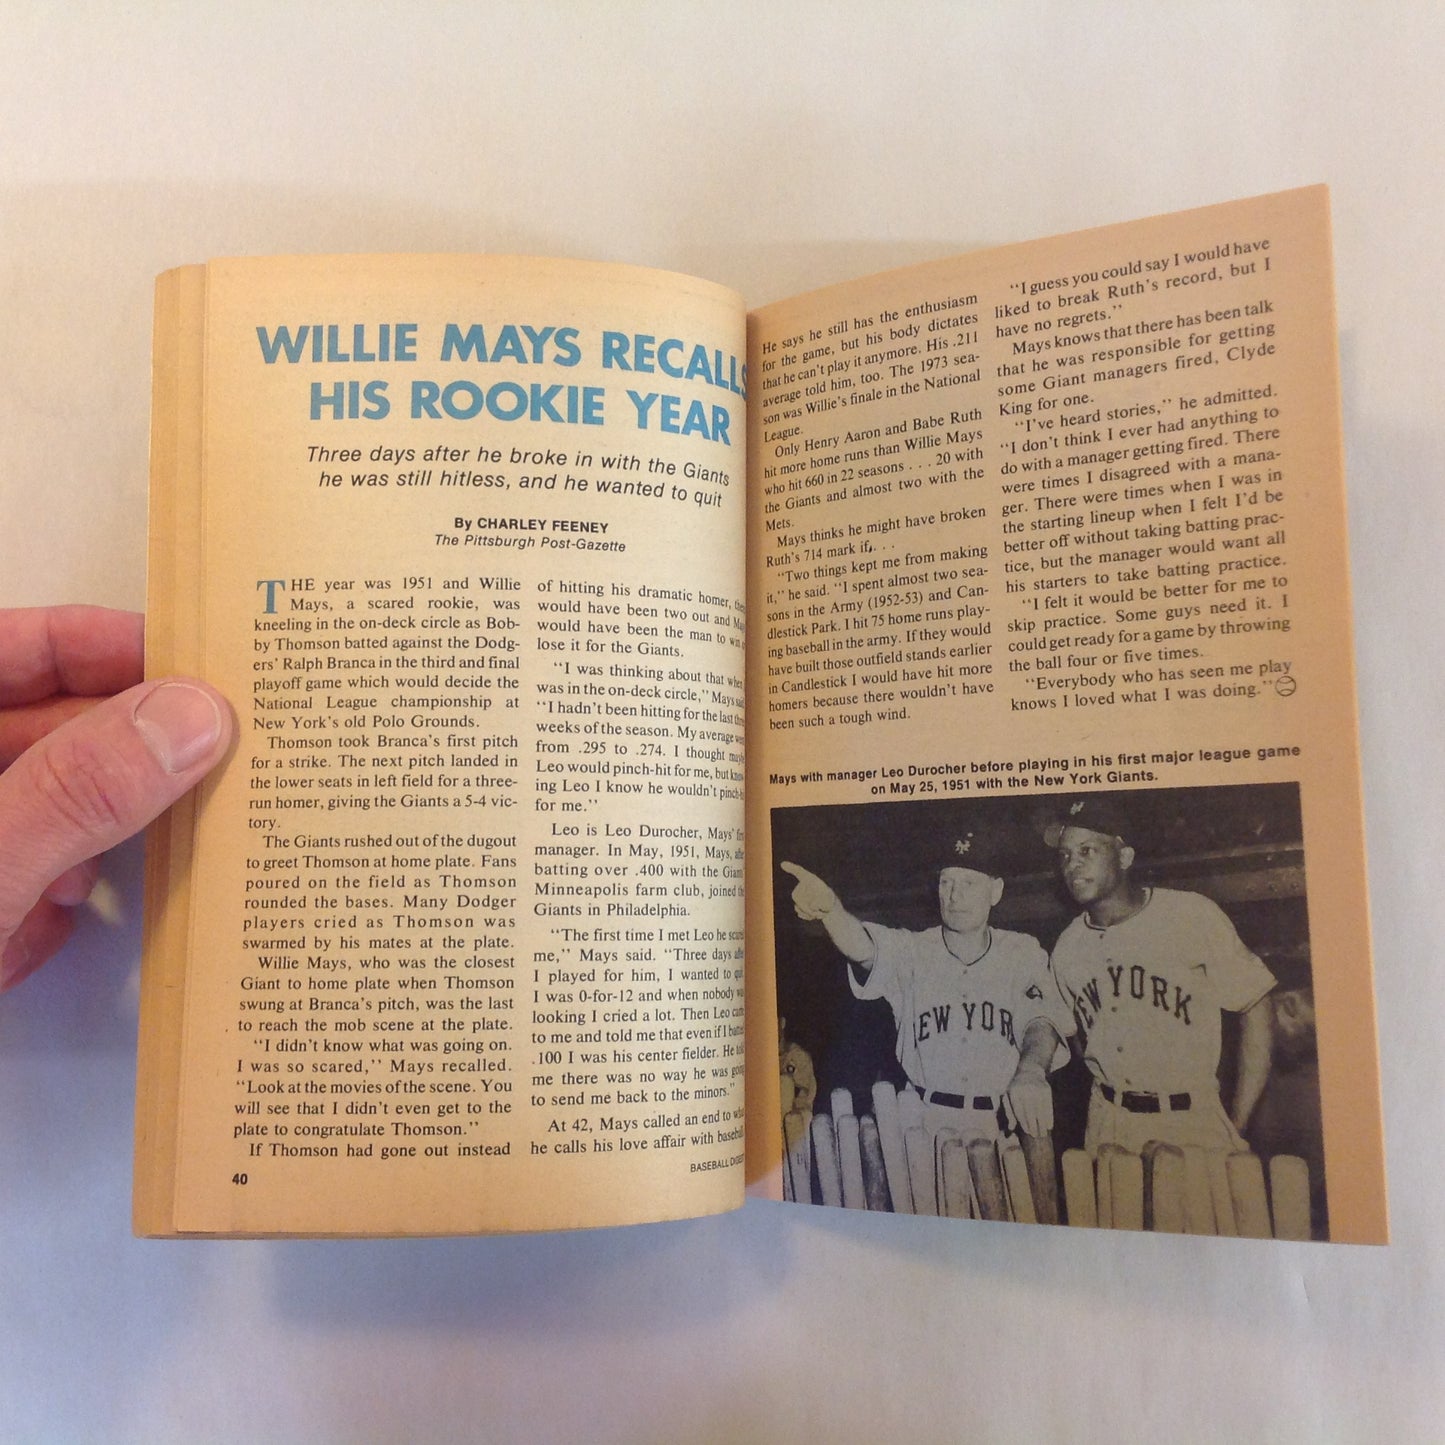 WILLIE MAYS RECALLS
HIS ROOKIE YEAR
Three days after he broke in with the Giants
he was still hitless, and he wanted to quit
By CHARLEY FEENEY
The Pittsburgh Post-Gazette
THE year was 1951 and Willie
Mays, a scared rookie, was
kneeling in the on-deck circle as Bob-
by Thomson batted against the Dodg-
ers' Ralph Branca in the third and final
playoff game which would decide the
National League championship at
New York's old Polo Grounds.
Thomson took Branca's first pitch
for a strike. The next pitch landed in
the lower seats in left field for a three-
run homer, giving the Giants a 5-4 vic-
tory.
The Giants rushed out of the dugout
to greet Thomson at home plate. Fans
poured on the field as Thomson
rounded the bases. Many Dodger
players cried as Thomson was
swarmed by his mates at the plate.
Willie Mays, who was the closest
Giant to home plate when Thomson
swung at Branca's pitch, was the last
to reach the mob scene at the plate.
"I didn't know what was going on.
I was so scared," Mays recalled.
"Look at the movies of the scene. You
will see that I didn't even get to the
plate to congratulate Thomson."
If Thomson had gone out instead
40
of hitting his dramatic homer,
would have been two out and
would have been the man to win
lose it for the Giants.
"I was thinking about that when
was in the on-deck circle," Mays
"I hadn't been hitting for the last
weeks of the season. My average
from .295 to .274. I thought
Leo would pinch-hit for me, but know-
ing Leo I know he wouldn't pinch-
for me."
Leo is Leo Durocher, Mays'
manager. In May, 1951, Mays,
batting over .400 with the
Minneapolis farm club, joined
Giants in Philadelphia.
"The first time I met Leo he
me," Mays said. "Three days
I played for him, I wanted to
I was 0-for-12 and when nobody
looking I cried a lot. Then Leo
to me and told me that even if I
.100 I was his center fielder. He
me there was no way he was
to send me back to the minors."
At 42, Mays called an end to
he calls his love affair with
BASEBALL DIGEST
He says he still has the enthusiasm
for the game, but his body dictates
that he can't play it anymore. His .211
average told him, too. The 1973 sea-
son was Willie's finale in the National
League.
Only Henry Aaron and Babe Ruth
hit more home runs than Willie Mays
who hit 660 in 22 seasons . . . 20 with
the Giants and almost two with the
Mets.
Mays thinks he might have broken
Ruth's 714 mark if . . .
"Two things kept me from making
it," he said. "I spent almost two sea-
sons in the Army (1952-53) and Can-
dlestick Park. I hit 75 home runs play-
ing baseball in the army. If they would
have built those outfield stands earlier
in Candlestick I would have hit more
homers because there wouldn't have
been such a tough wind.
"I guess you could say I would have
liked to break Ruth's record, but I
have no regrets."
Mays knows that there has been talk
that he was responsible for getting
some Giant managers fired, Clyde
King for one.
"I've heard stories," he admitted.
"I don't think I ever had anything to
do with a manager getting fired. There
were times I disagreed with a mana-
ger. There were times when I was in
the starting lineup when I felt I'd be
better off without taking batting prac-
tice, but the manager would want all
his starters to take batting practice.
"I felt it would be better for me to
skip practice. Some guys need it. I
could get ready for a game by throwing
the ball four or five times.
"Everybody who has seen me play
knows I loved what I was doing."
Mays with manager Leo Durocher before playing in his first major league game
on May 25, 1951 with the New York Giants.
NY
EW YOR
NEW YORK